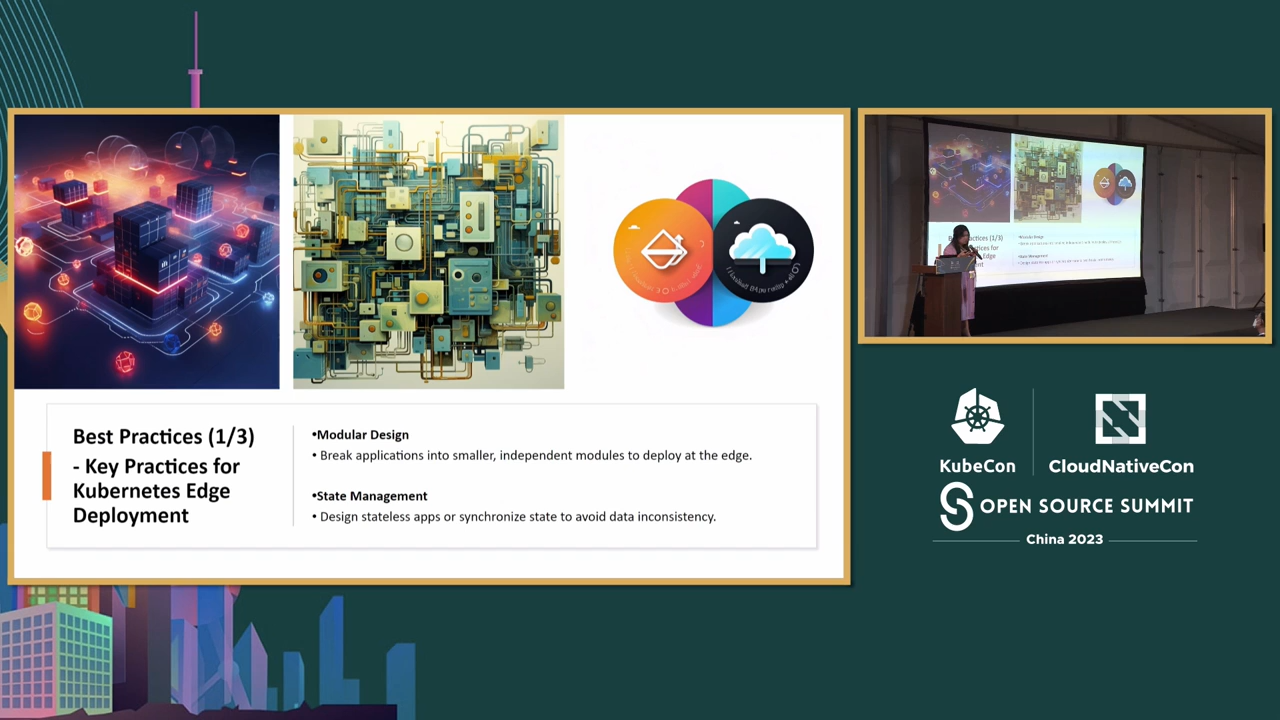 Best Practices (1/3)
- Key Practices for
Kubernetes Edge
Deployment
•Modular Design
• Break applications into smaller, independent modules to deploy at the edge.
•State Management
• Design stateless apps or synchronize state to avoid data inconsistency.
KubeCon
CloudNativeCon
OPEN SOURCE SUMMIT
China 2023